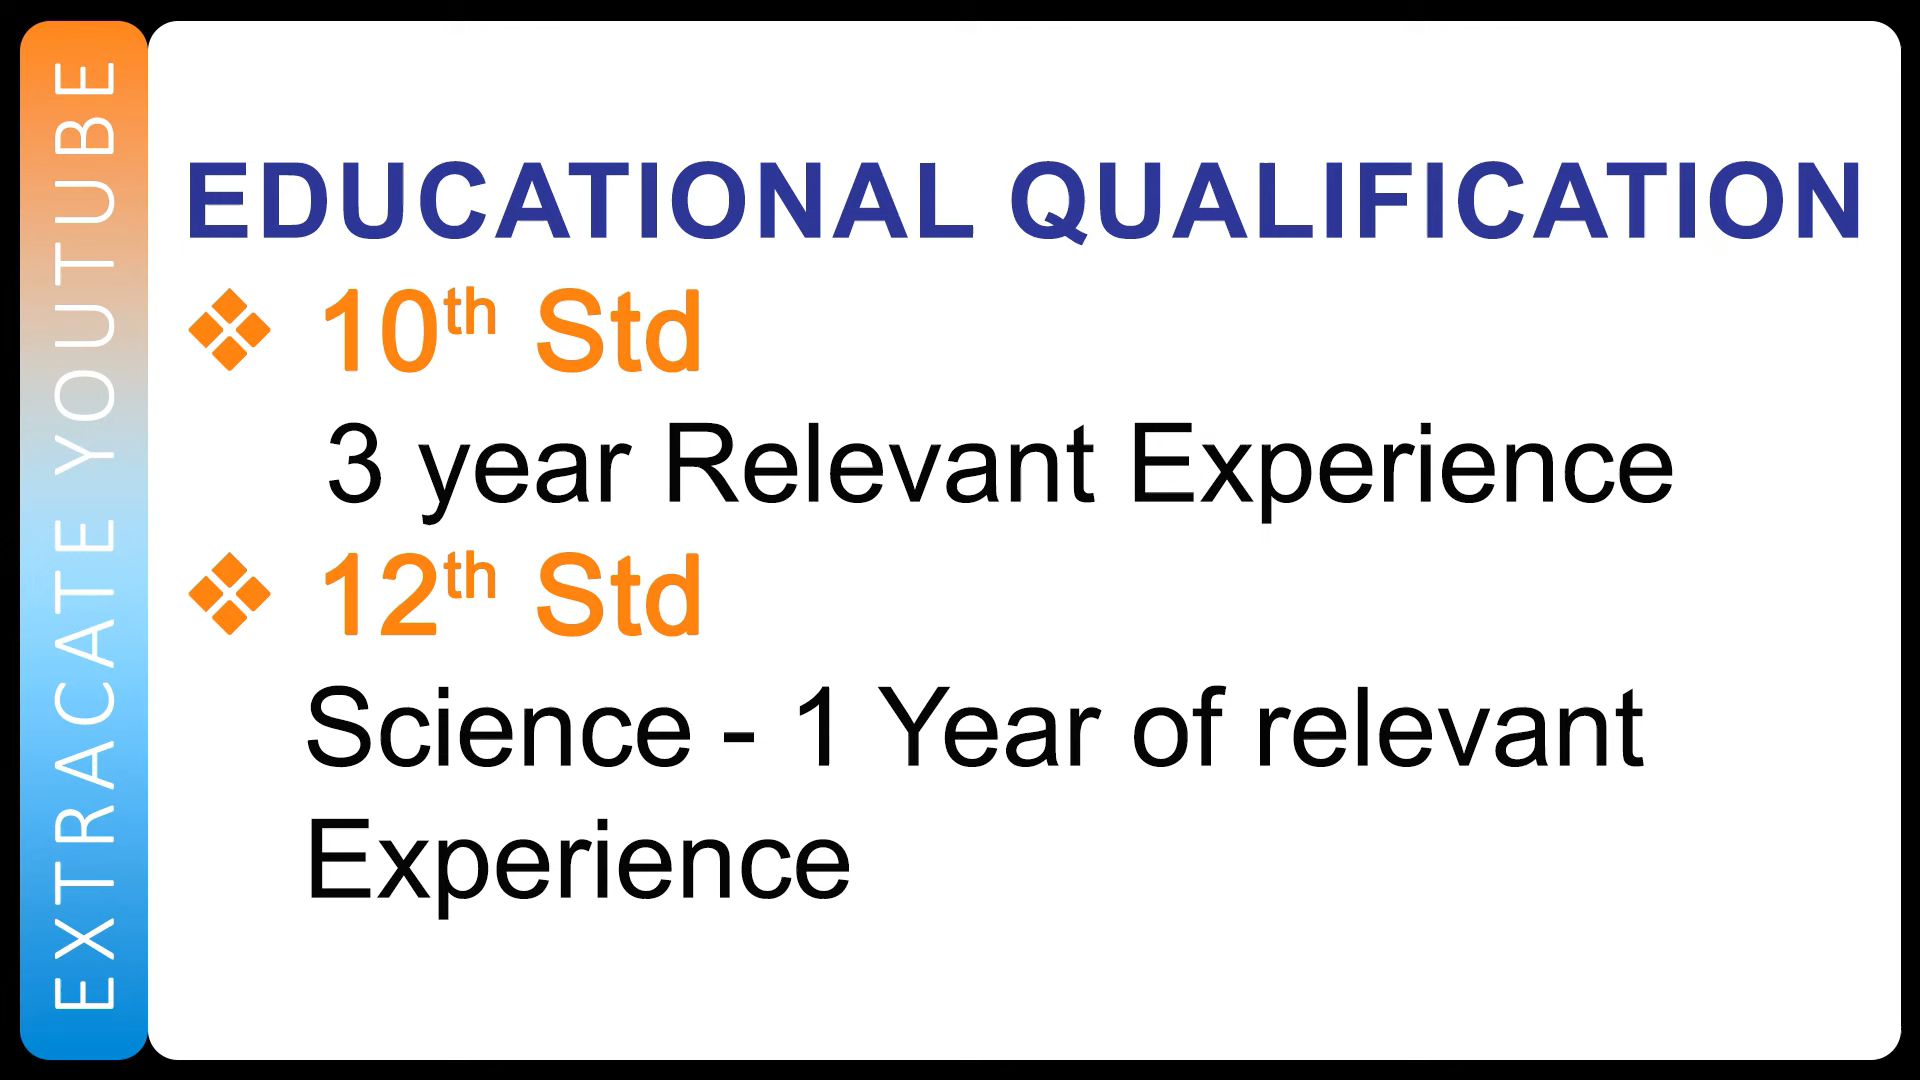 EXTRACATE YOUTUBE
EDUCATIONAL QUALIFICATION
❖ 10th Std
3 year Relevant Experience
❖ 12th Std
Science - 1 Year of relevant
Experience